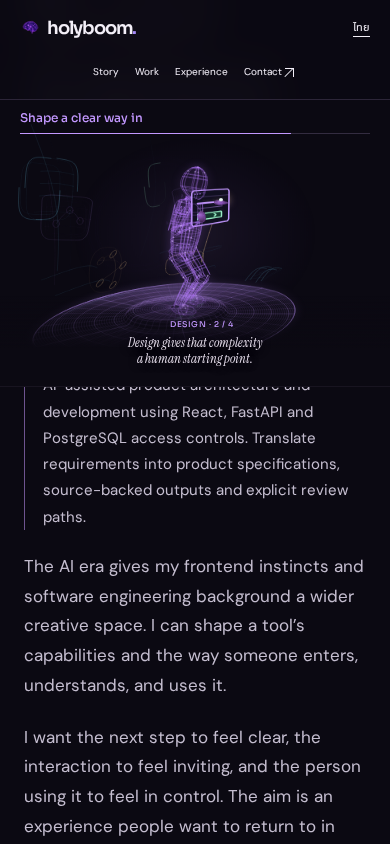 holyboom.
ไทย
Story Work Experience Contact
Shape a clear way in
DESIGN · 2 / 4
Design gives that complexity
a human starting point.
AI-assisted product architecture and
development using React, FastAPI and
PostgreSQL access controls. Translate
requirements into product specifications,
source-backed outputs and explicit review
paths.
The AI era gives my frontend instincts and
software engineering background a wider
creative space. I can shape a tool’s
capabilities and the way someone enters,
understands, and uses it.
I want the next step to feel clear, the
interaction to feel inviting, and the person
using it to feel in control. The aim is an
experience people want to return to in